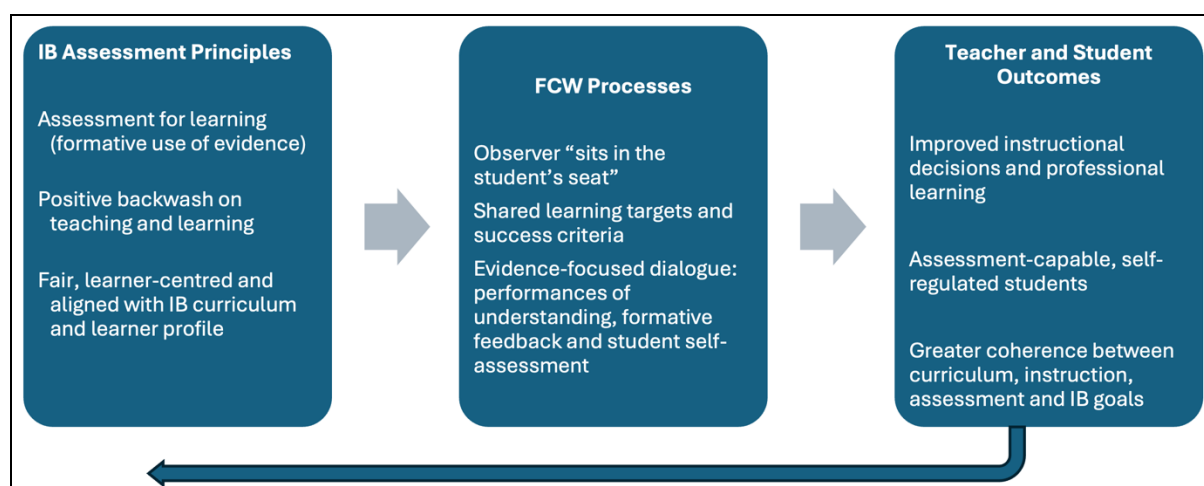 IB Assessment Principles
Assessment for learning
(formative use of evidence)
Positive backwash on
teaching and learning
Fair, learner-centred and
aligned with IB curriculum
and learner profile
FCW Processes
Observer “sits in the
student’s seat”
Shared learning targets and
success criteria
Evidence-focused dialogue:
performances of
understanding, formative
feedback and student self-
assessment
Teacher and Student
Outcomes
Improved instructional
decisions and professional
learning
Assessment-capable, self-
regulated students
Greater coherence between
curriculum, instruction,
assessment and IB goals